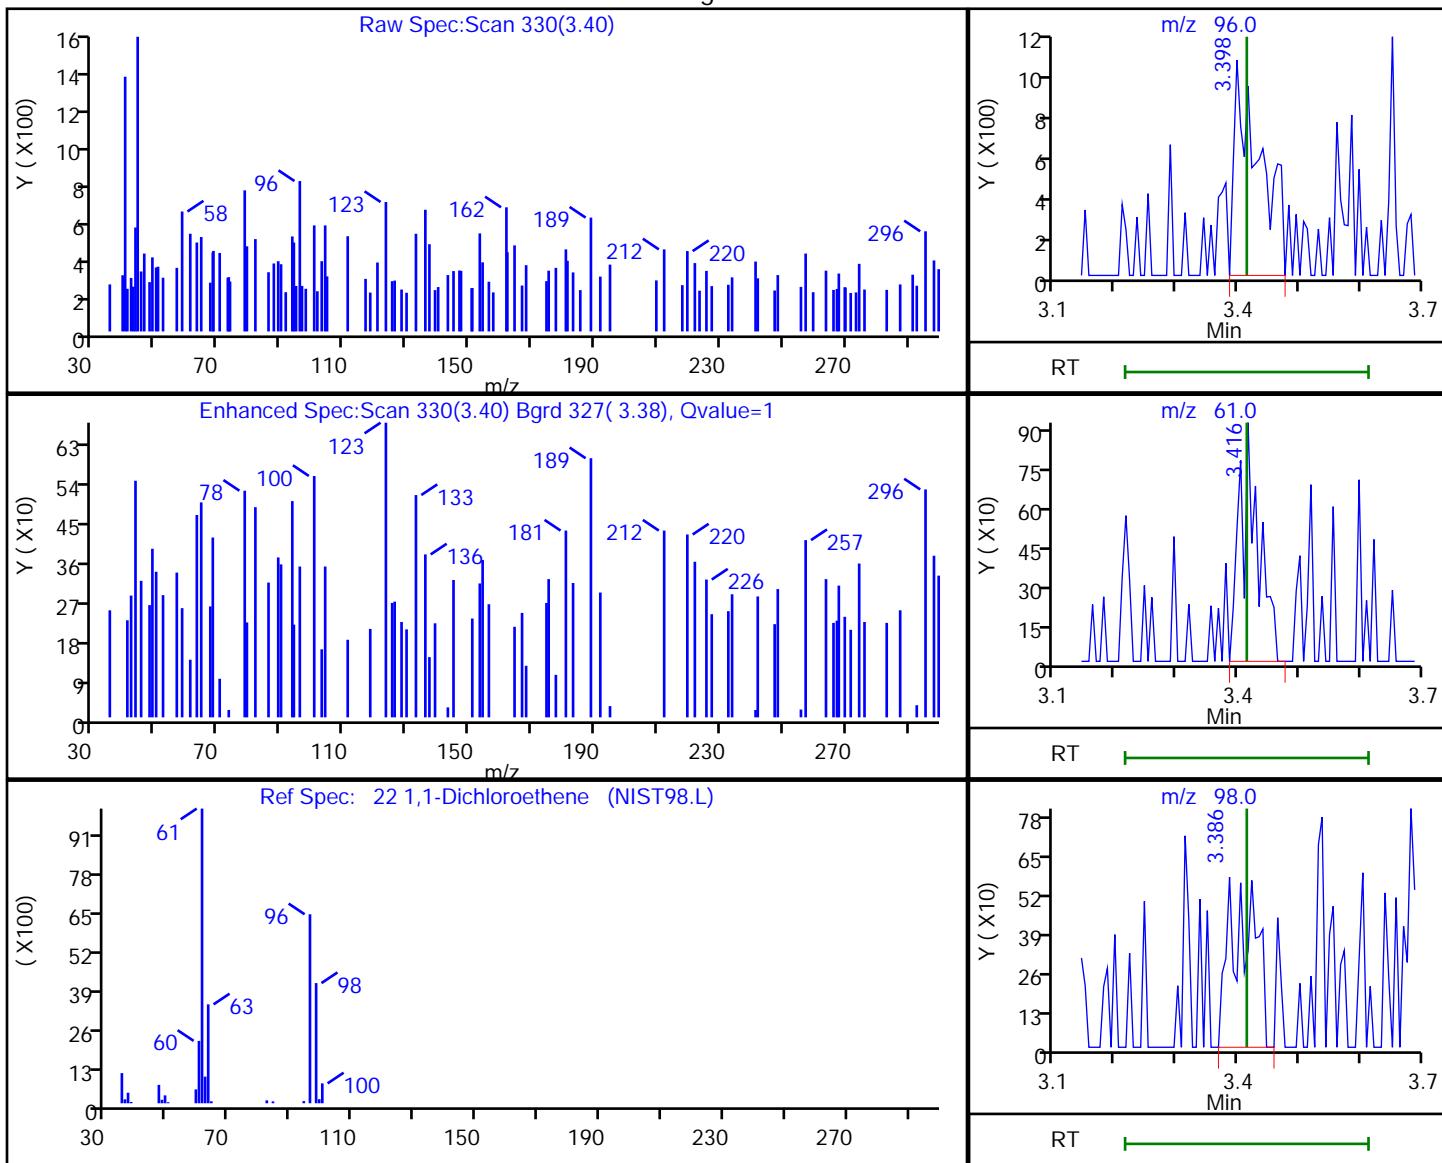 Raw Spec:Scan 330(3.40)
16
14
12
10
8
6
4
2
0
Y ( X100)
58
96
123
162
189
212
220
296
30 70 110 150 190 230 270
m/z
m/z 96.0
12
10
8
6
4
2
0
Y ( X100)
3.398
3.1 3.4 3.7
Min
RT
Enhanced Spec:Scan 330(3.40) Bgrd 327( 3.38), Qvalue=1
63
54
45
36
27
18
9
0
Y ( X10)
78
100
123
133
136
181
189
212
220
226
257
296
30 70 110 150 190 230 270
m/z
m/z 61.0
90
75
60
45
30
15
0
Y ( X10)
3.416
3.1 3.4 3.7
Min
RT
Ref Spec: 22 1,1-Dichloroethene (NIST98.L)
91
78
65
52
39
26
13
0
( X100)
61
96
98
63
60
100
30 70 110 150 190 230 270
m/z 98.0
78
65
52
39
26
13
0
Y ( X10)
3.386
3.1 3.4 3.7
Min
RT